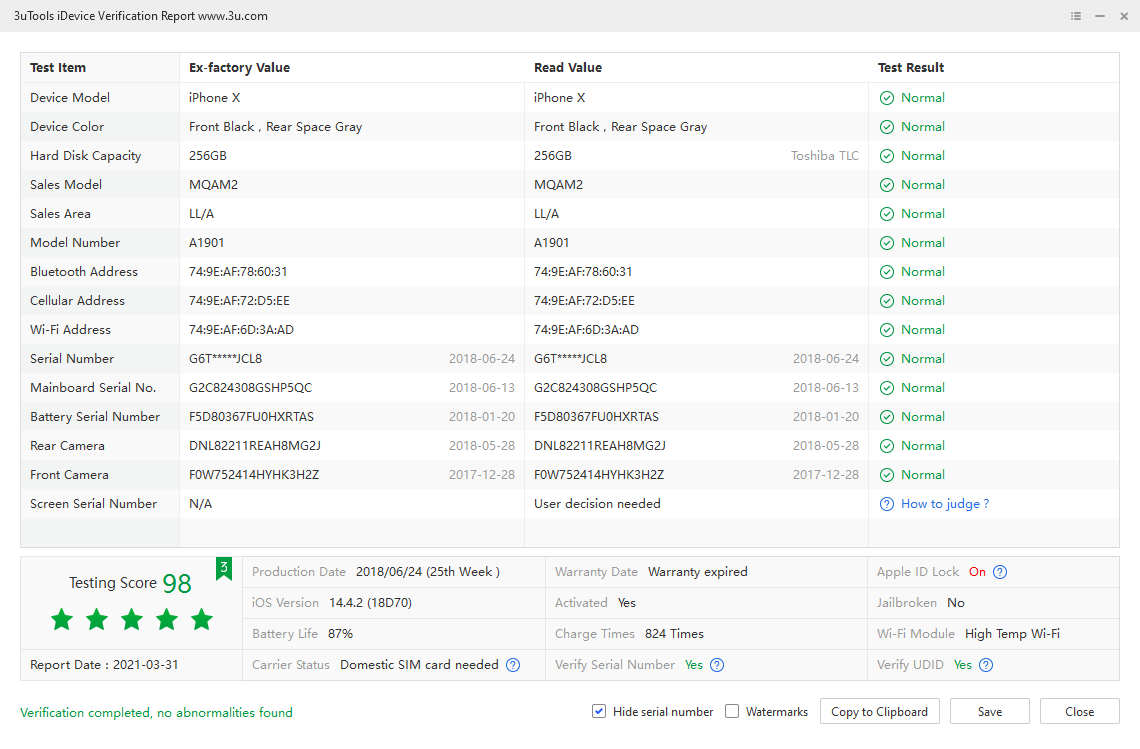 3uTools iDevice Verification Report www.3u.com
Test Item Ex-factory Value Read Value Test Result
Device Model iPhone X iPhone X Normal
Device Color Front Black , Rear Space Gray Front Black , Rear Space Gray Normal
Hard Disk Capacity 256GB 256GB Toshiba TLC Normal
Sales Model MQAM2 MQAM2 Normal
Sales Area LL/A LL/A Normal
Model Number A1901 A1901 Normal
Bluetooth Address 74:9E:AF:78:60:31 74:9E:AF:78:60:31 Normal
Cellular Address 74:9E:AF:72:D5:EE 74:9E:AF:72:D5:EE Normal
Wi-Fi Address 74:9E:AF:6D:3A:AD 74:9E:AF:6D:3A:AD Normal
Serial Number G6T*****JCL8 2018-06-24 G6T*****JCL8 2018-06-24 Normal
Mainboard Serial No. G2C824308GSHP5QC 2018-06-13 G2C824308GSHP5QC 2018-06-13 Normal
Battery Serial Number F5D80367FU0HXRTAS 2018-01-20 F5D80367FU0HXRTAS 2018-01-20 Normal
Rear Camera DNL82211REAH8MG2J 2018-05-28 DNL82211REAH8MG2J 2018-05-28 Normal
Front Camera F0W752414HYHK3H2Z 2017-12-28 F0W752414HYHK3H2Z 2017-12-28 Normal
Screen Serial Number N/A User decision needed How to judge ?
Testing Score 98 3
Production Date 2018/06/24 (25th Week ) Warranty Date Warranty expired Apple ID Lock On
iOS Version 14.4.2 (18D70) Activated Yes Jailbroken No
Battery Life 87% Charge Times 824 Times Wi-Fi Module High Temp Wi-Fi
Report Date : 2021-03-31 Carrier Status Domestic SIM card needed Verify Serial Number Yes Verify UDID Yes
Verification completed, no abnormalities found Hide serial number Watermarks Copy to Clipboard Save Close